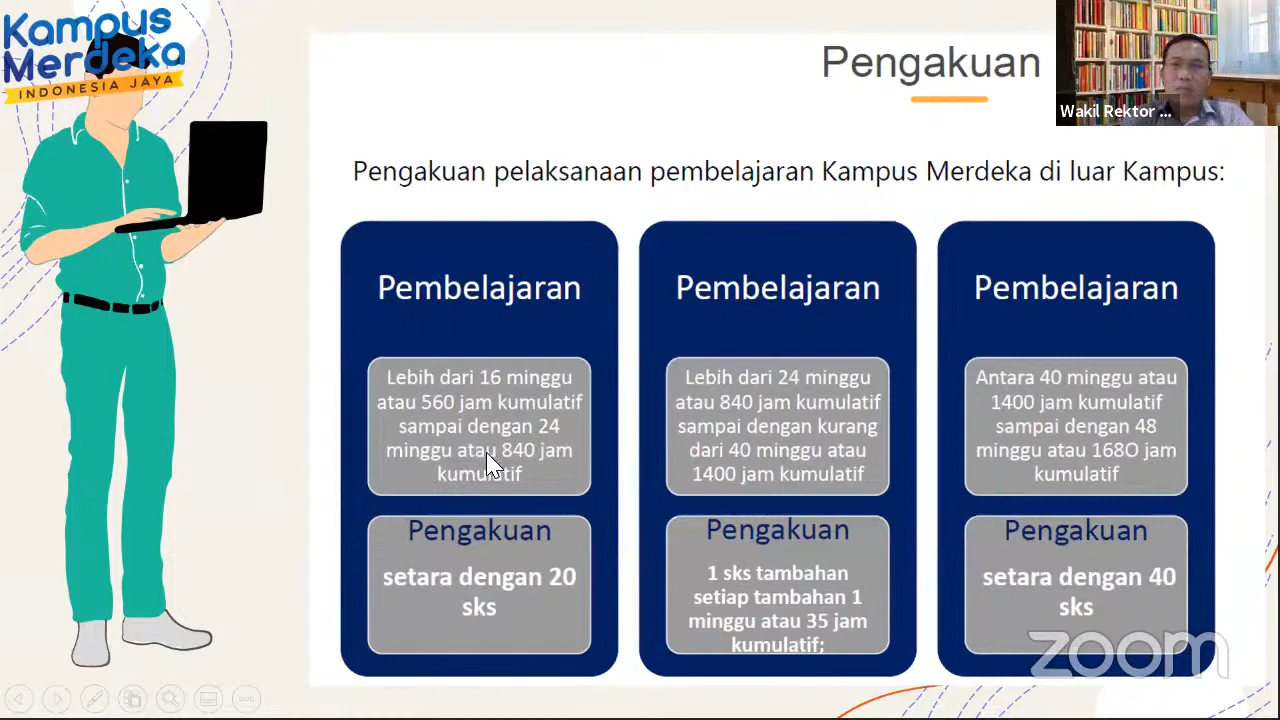 Kampus
Merdeka
INDONESIA JAYA
Pengakuan
Wakil Rektor ...
Pengakuan pelaksanaan pembelajaran Kampus Merdeka di luar Kampus:
Pembelajaran
Lebih dari 16 minggu
atau 560 jam kumulatif
sampai dengan 24
minggu atau 840 jam
kumulatif
Pengakuan
setara dengan 20
sks
Pembelajaran
Lebih dari 24 minggu
atau 840 jam kumulatif
sampai dengan kurang
dari 40 minggu atau
1400 jam kumulatif
Pengakuan
1 sks tambahan
setiap tambahan 1
minggu atau 35 jam
kumulatif;
Pembelajaran
Antara 40 minggu atau
1400 jam kumulatif
sampai dengan 48
minggu atau 168O jam
kumulatif
Pengakuan
setara dengan 40
sks
zoom